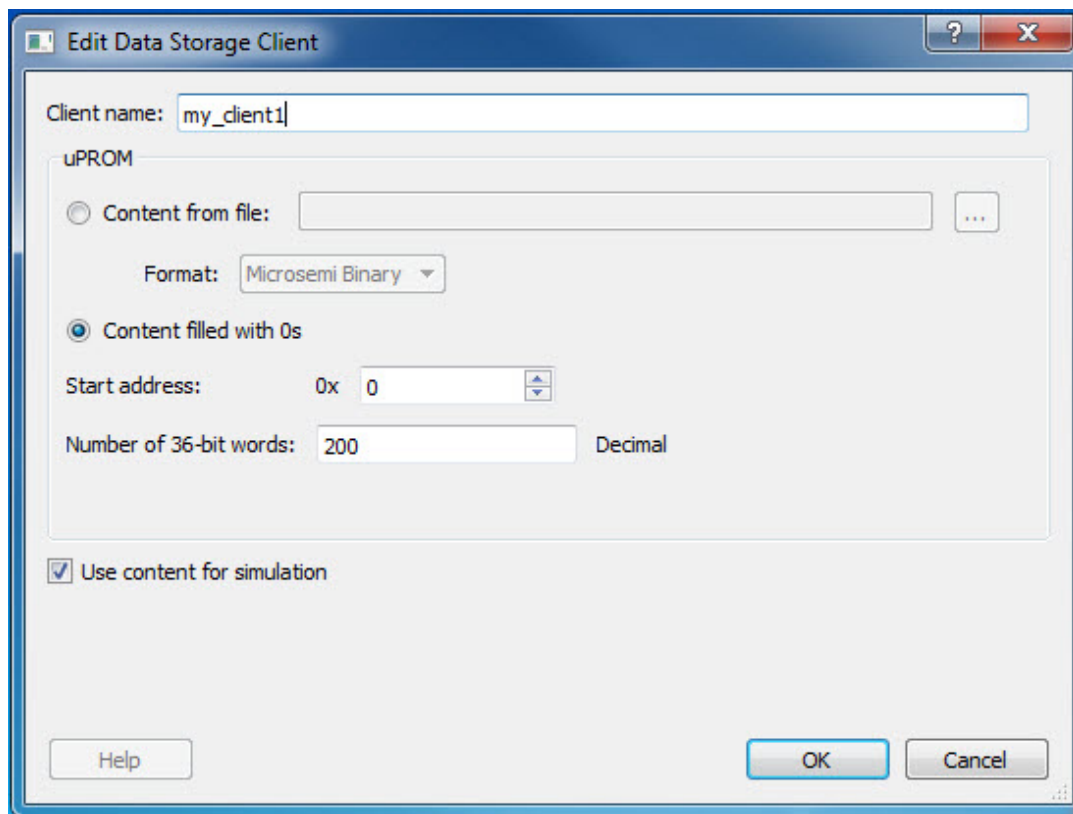 Edit Data Storage Client
?
X
Client name: my_client1
uPROM
Content from file: ...
Format: Microsemi Binary
Content filled with 0s
Start address: 0x 0
Number of 36-bit words: 200 Decimal
Use content for simulation
Help OK Cancel